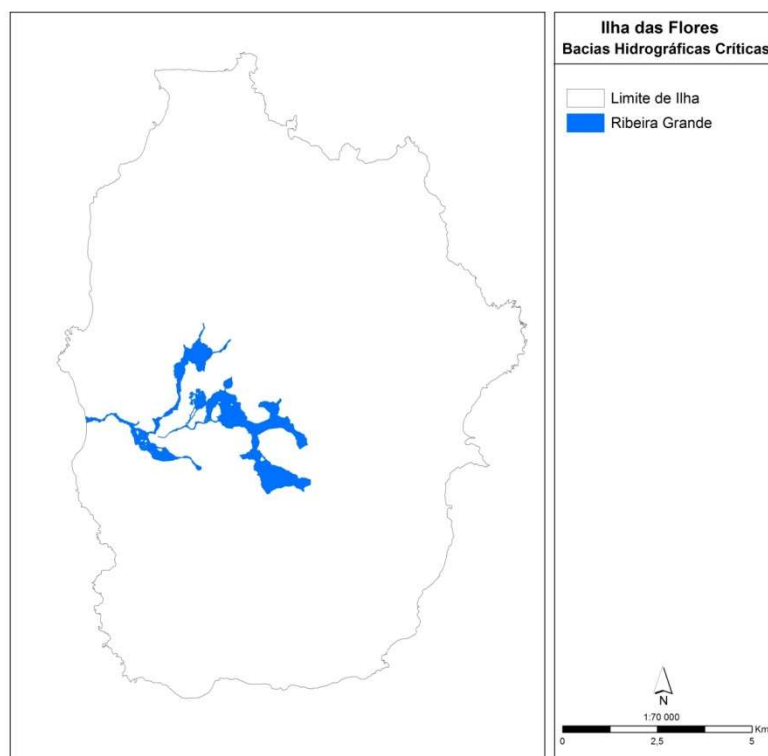 Ilha das Flores
Bacias Hidrográficas Críticas
Limite de Ilha
Ribeira Grande
N
1:70 000
Km
0 2,5 5